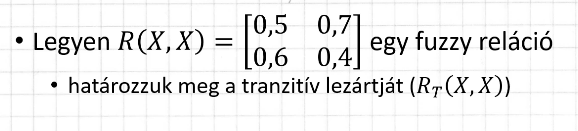 • Legyen R(X, X) = [0,5 0,7
0,6 0,4] egy fuzzy reláció
• határozzuk meg a tranzitív lezártját (R_T(X, X))